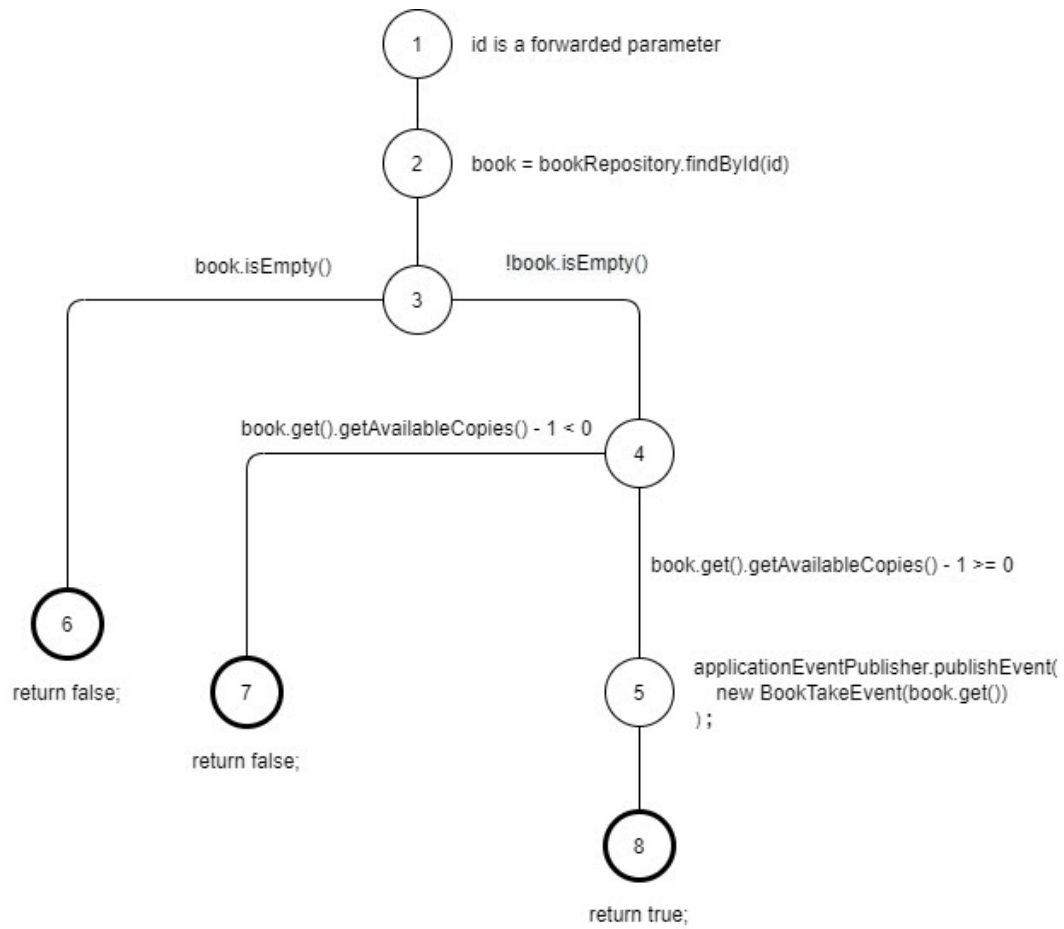 1
id is a forwarded parameter
2
book = bookRepository.findById(id)
book.isEmpty()
!book.isEmpty()
3
book.get().getAvailableCopies() - 1 < 0
4
book.get().getAvailableCopies() - 1 >= 0
6
return false;
7
return false;
5
applicationEventPublisher.publishEvent(
new BookTakeEvent(book.get())
);
8
return true;